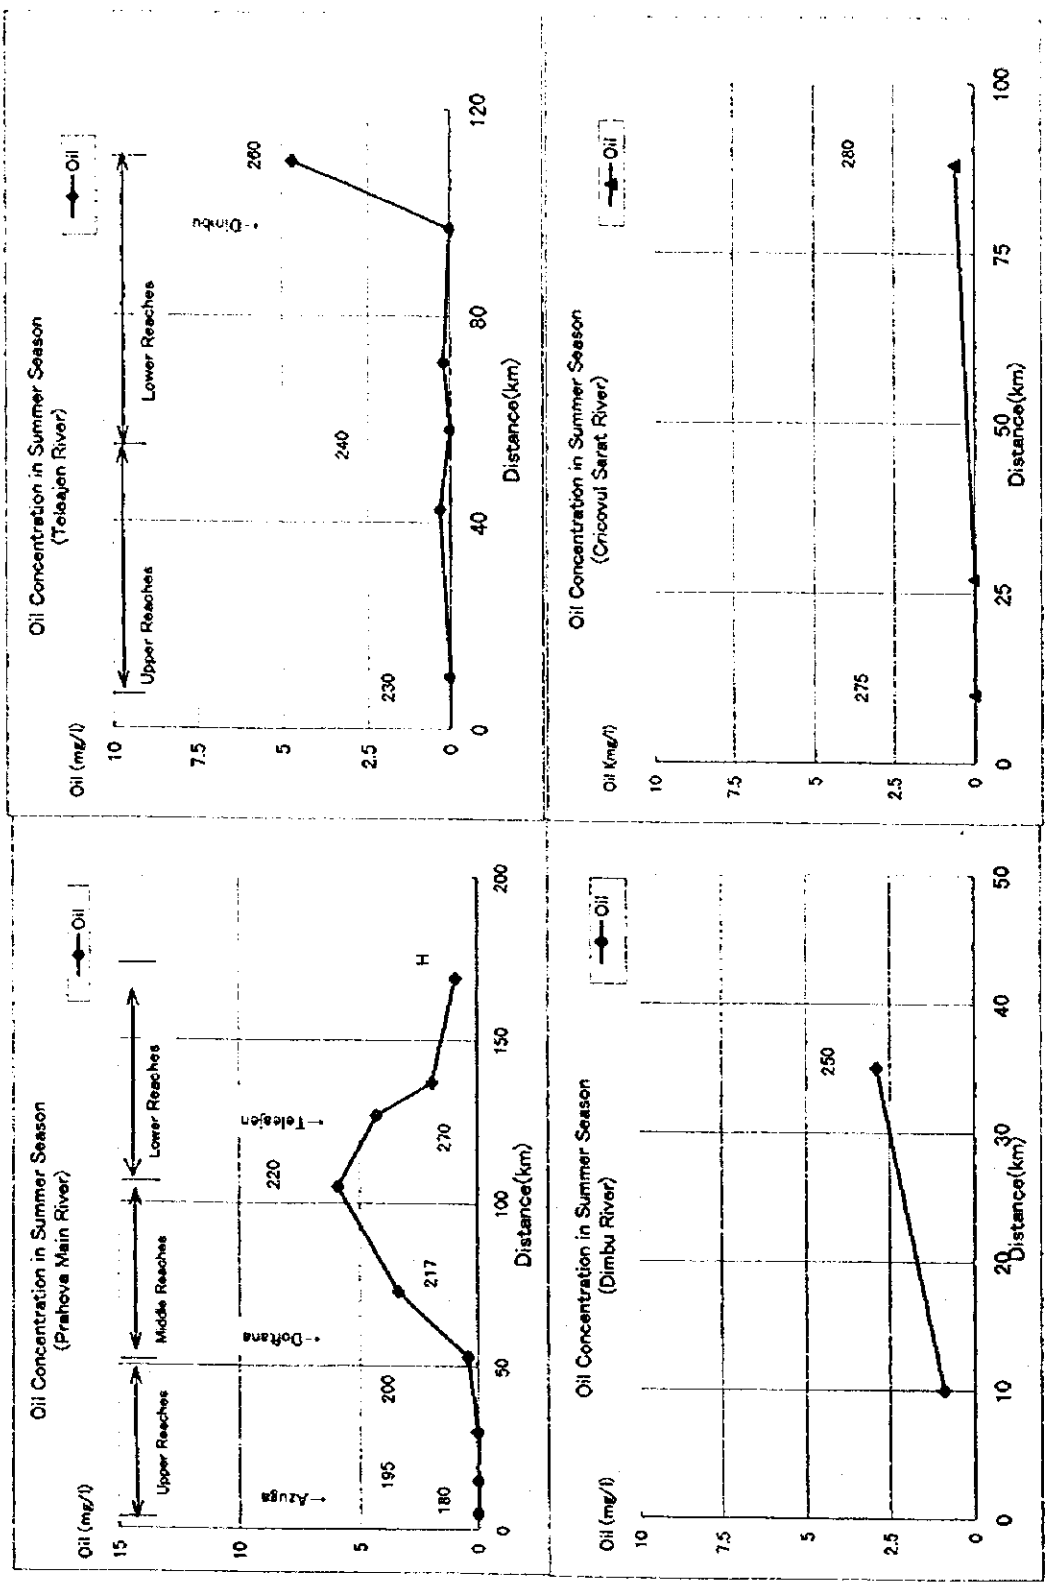 Oil Concentration in Summer Season
(Prahova Main River)
Oil (mg/l)
Oil
Upper Reaches
Middle Reaches
Lower Reaches
15
10
5
0
←Azuga
←Doftana
←Teleajen
180
195
200
217
220
270
H
0
50
100
150
200
Distance(km)
Oil Concentration in Summer Season
(Teleajen River)
Oil (mg/l)
Oil
Upper Reaches
Lower Reaches
10
7.5
5
2.5
0
←Dimbu
230
240
260
0
40
80
120
Distance(km)
Oil Concentration in Summer Season
(Dimbu River)
Oil (mg/l)
Oil
10
7.5
5
2.5
0
250
0
10
20
30
40
50
Distance(km)
Oil Concentration in Summer Season
(Cricovul Sarat River)
Oil (mg/l)
Oil
10
7.5
5
2.5
0
275
280
0
25
50
75
100
Distance(km)